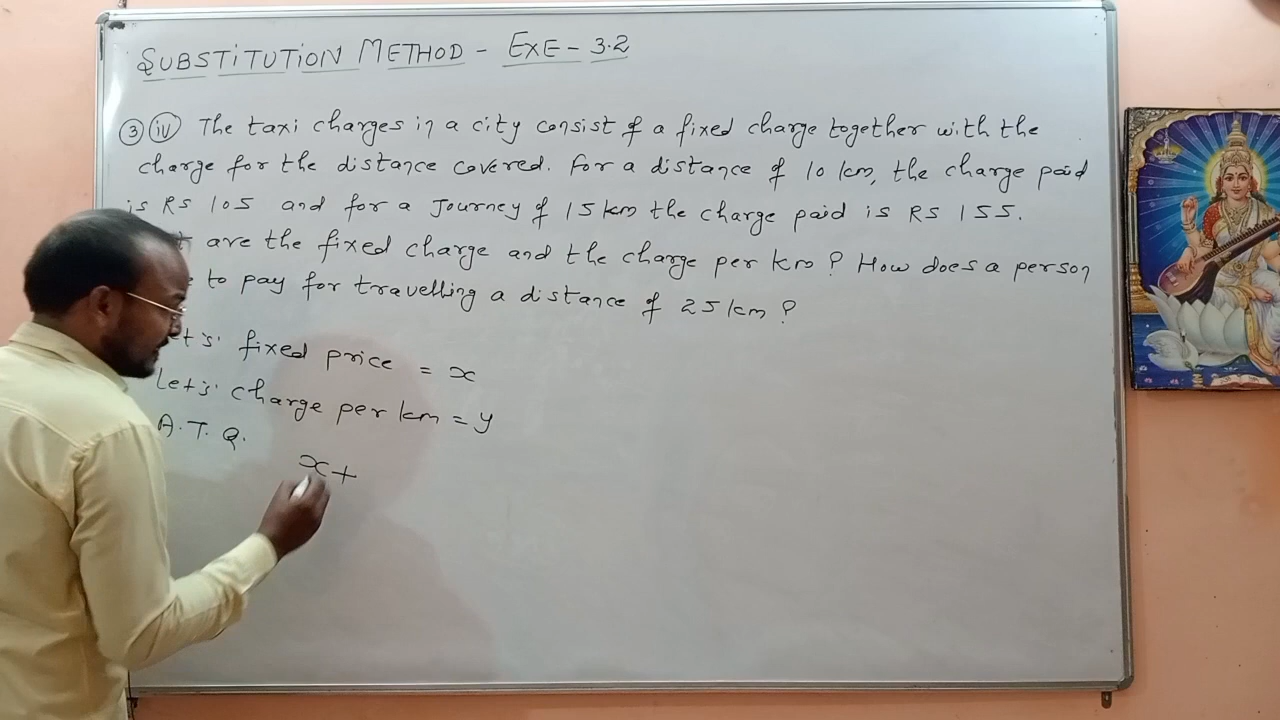 SUBSTITUTION METHOD - EXE - 3.2
③ (iv) The taxi charges in a city consist of a fixed charge together with the
charge for the distance covered. For a distance of 10 km, the charge paid
is RS 105 and for a Journey of 15 km the charge paid is RS 155.
are the fixed charge and the charge per km? How does a person
to pay for travelling a distance of 25 km?
fixed price = x
Let's charge per km = y
A.T.Q.
x+